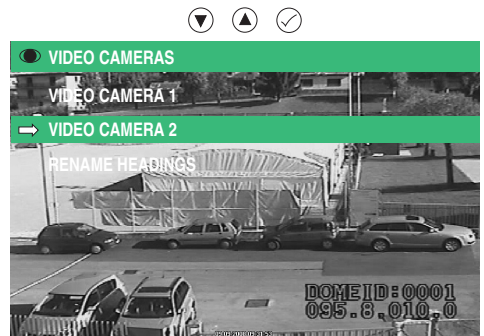 VIDEO CAMERAS
VIDEO CAMERA 1
VIDEO CAMERA 2
RENAME HEADINGS
DOMEID:0001
095.8,010.0